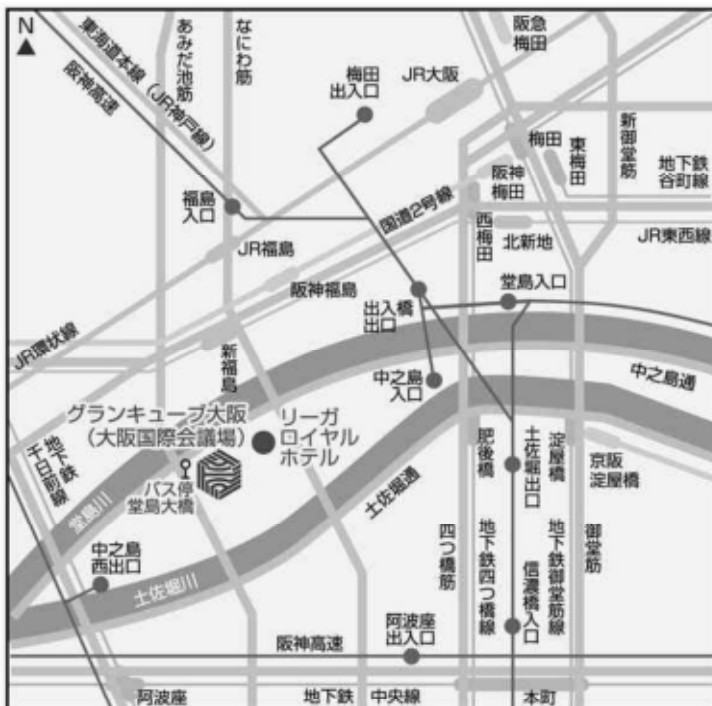 N
東海道本線（JR神戸線）
阪神高速
あみだ池筋
なにわ筋
梅田
出入口
JR大阪
阪急
梅田
梅田
東梅田
新御堂筋
地下鉄
谷町線
阪神
梅田
国道2号線
西梅田
北新地
JR東西線
福島
入口
JR福島
阪神福島
堂島入口
出入橋
出口
JR環状線
新福島
中之島
入口
中之島通
グランキューブ大阪
（大阪国際会議場）
リーガ
ロイヤル
ホテル
バス停
堂島大橋
地下鉄
千日前線
堂島川
土佐堀通
肥後橋
土佐堀出口
淀屋橋
京阪
淀屋橋
中之島
西出口
土佐堀川
四つ橋筋
地下鉄四つ橋線
信濃橋入口
地下鉄御堂筋線
御堂筋
阪神高速
阿波座
出入口
阿波座
地下鉄
中央線
本町